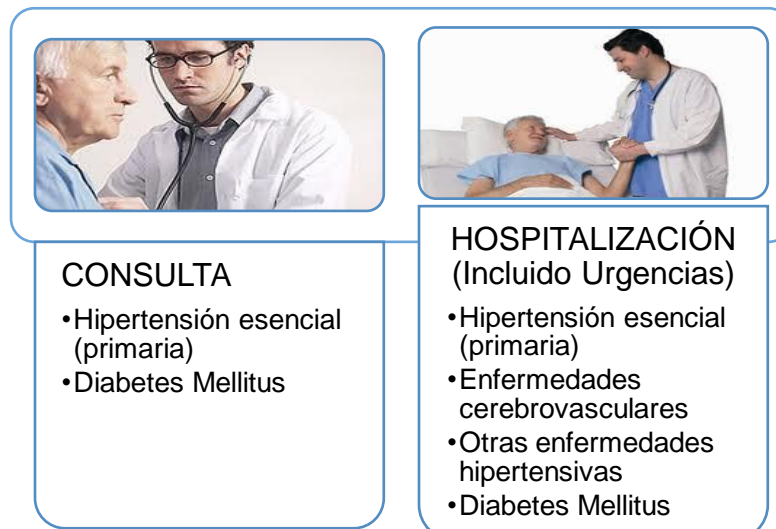 CONSULTA
•Hipertensión esencial
(primaria)
•Diabetes Mellitus
HOSPITALIZACIÓN
(Incluido Urgencias)
•Hipertensión esencial
(primaria)
•Enfermedades
cerebrovasculares
•Otras enfermedades
hipertensivas
•Diabetes Mellitus